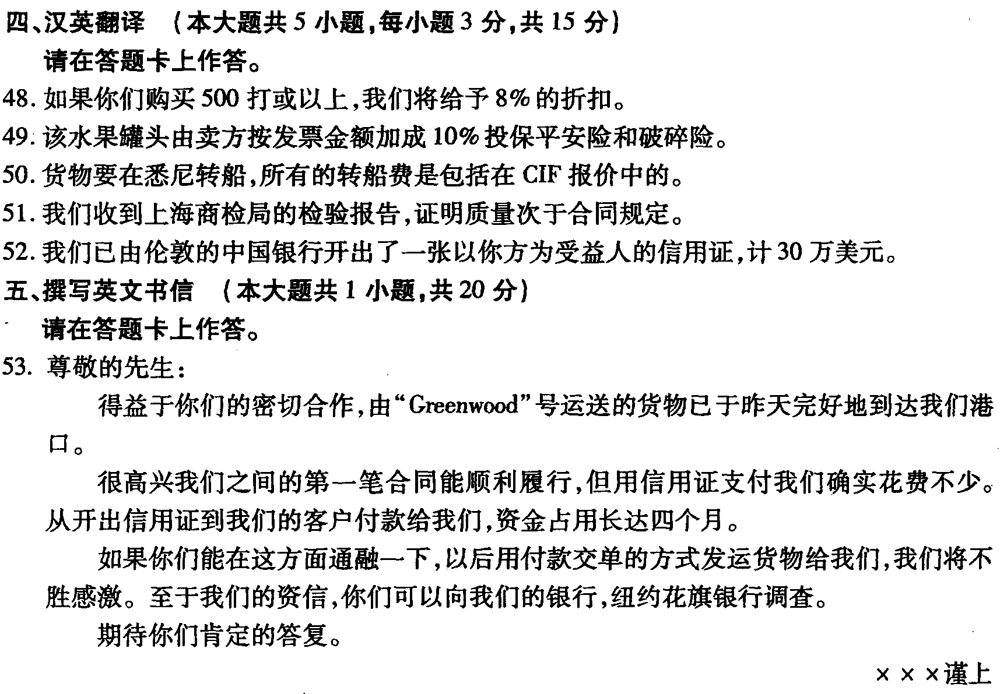 四、汉英翻译 （本大题共 5 小题，每小题 3 分，共 15 分）
请在答题卡上作答。
48. 如果你们购买 500 打或以上，我们将给予 8% 的折扣。
49. 该水果罐头由卖方按发票金额加成 10% 投保平安险和破碎险。
50. 货物要在悉尼转船，所有的转船费是包括在 CIF 报价中的。
51. 我们收到上海商检局的检验报告，证明质量次于合同规定。
52. 我们已由伦敦的中国银行开出了一张以你方为受益人的信用证，计 30 万美元。
五、撰写英文书信 （本大题共 1 小题，共 20 分）
请在答题卡上作答。
53. 尊敬的先生：
得益于你们的密切合作，由“Greenwood”号运送的货物已于昨天完好地到达我们港
口。
很高兴我们之间的第一笔合同能顺利履行，但用信用证支付我们确实花费不少。
从开出信用证到我们的客户付款给我们，资金占用长达四个月。
如果你们能在这方面通融一下，以后用付款交单的方式发运货物给我们，我们将不
胜感激。至于我们的资信，你们可以向我们的银行，纽约花旗银行调查。
期待你们肯定的答复。
×××谨上